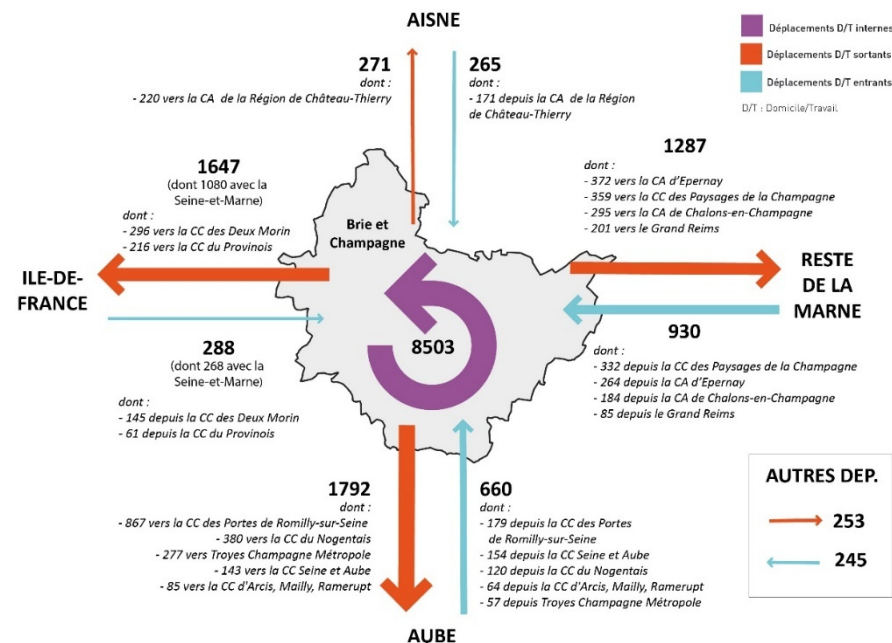 AISNE
Déplacements D/T internes
Déplacements D/T sortants
Déplacements D/T entrants
D/T : Domicile/Travail
271
dont :
- 220 vers la CA de la Région de Château-Thierry
265
dont :
- 171 depuis la CA de la Région
de Château-Thierry
1647
(dont 1080 avec la
Seine-et-Marne)
dont :
- 296 vers la CC des Deux Morin
- 216 vers la CC du Provinois
Brie et
Champagne
1287
dont :
- 372 vers la CA d'Epernay
- 359 vers la CC des Paysages de la Champagne
- 295 vers la CA de Chalons-en-Champagne
- 201 vers le Grand Reims
ILE-DE-
FRANCE
RESTE
DE LA
MARNE
8503
288
(dont 268 avec la
Seine-et-Marne)
dont :
- 145 depuis la CC des Deux Morin
- 61 depuis la CC du Provinois
930
dont :
- 332 depuis la CC des Paysages de la Champagne
- 264 depuis la CA d'Epernay
- 184 depuis la CA de Chalons-en-Champagne
- 85 depuis le Grand Reims
1792
dont :
- 867 vers la CC des Portes de Romilly-sur-Seine
- 380 vers la CC du Nogentais
- 277 vers Troyes Champagne Métropole
- 143 vers la CC Seine et Aube
- 85 vers la CC d'Arcis, Mailly, Ramerupt
660
dont :
- 179 depuis la CC des Portes
de Romilly-sur-Seine
- 154 depuis la CC Seine et Aube
- 120 depuis la CC du Nogentais
- 64 depuis la CC d'Arcis, Mailly, Ramerupt
- 57 depuis Troyes Champagne Métropole
AUTRES DEP.
253
245
AUBE